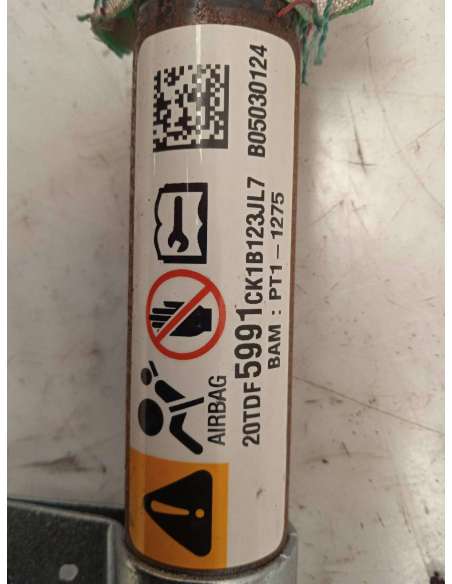 B05030124
AIRBAG
20TDF5991CK1B123JL7
BAM : PT1-1275